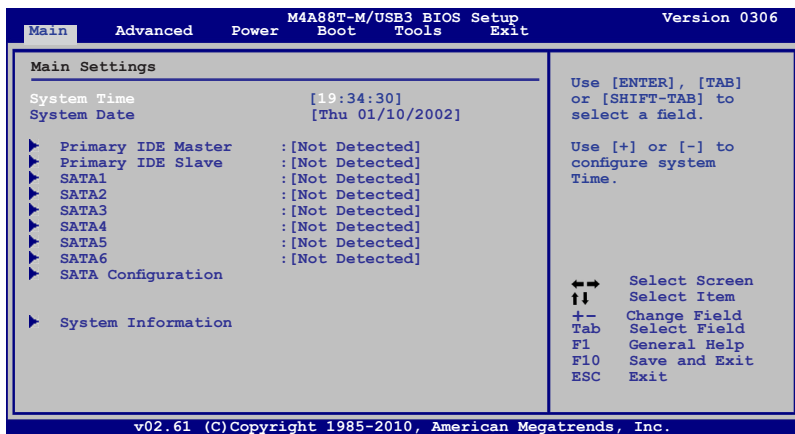 M4A88T-M/USB3 BIOS Setup Version 0306
Main Advanced Power Boot Tools Exit
Main Settings
System Time [19:34:30]
System Date [Thu 01/10/2002]
Primary IDE Master :[Not Detected]
Primary IDE Slave :[Not Detected]
SATA1 :[Not Detected]
SATA2 :[Not Detected]
SATA3 :[Not Detected]
SATA4 :[Not Detected]
SATA5 :[Not Detected]
SATA6 :[Not Detected]
SATA Configuration
System Information
Use [ENTER], [TAB]
or [SHIFT-TAB] to
select a field.
Use [+] or [-] to
configure system
Time.
←→ Select Screen
↑↓ Select Item
+- Change Field
Tab Select Field
F1 General Help
F10 Save and Exit
ESC Exit
v02.61 (C)Copyright 1985-2010, American Megatrends, Inc.